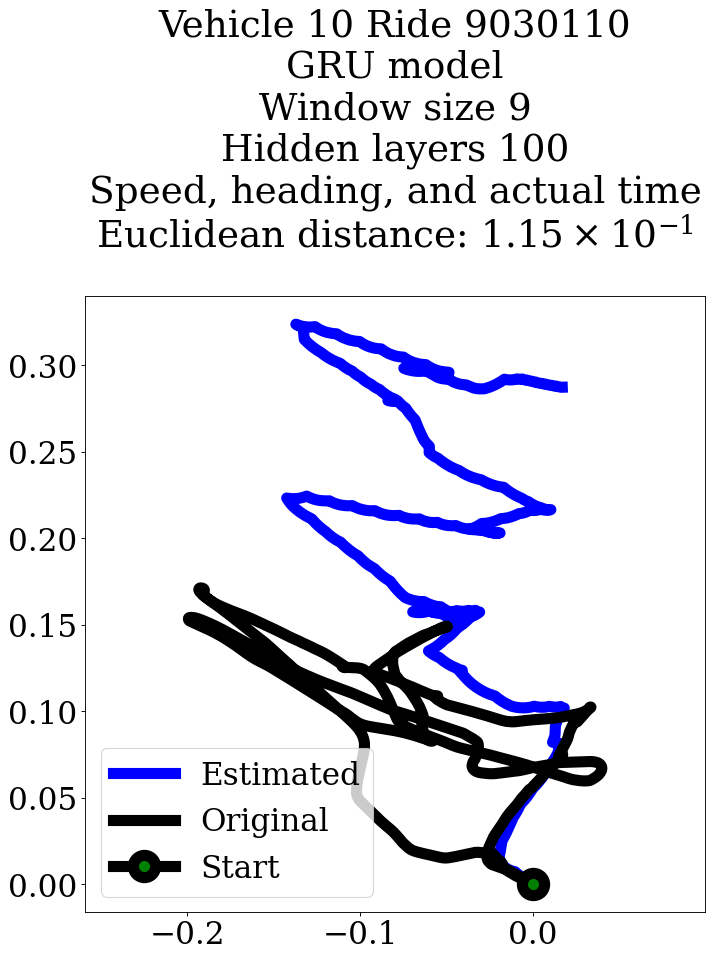 Vehicle 10 Ride 9030110
GRU model
Window size 9
Hidden layers 100
Speed, heading, and actual time
Euclidean distance: 1.15 × 10⁻¹
0.30
0.25
0.20
0.15
0.10
0.05
0.00
Estimated
Original
Start
−0.2
−0.1
0.0